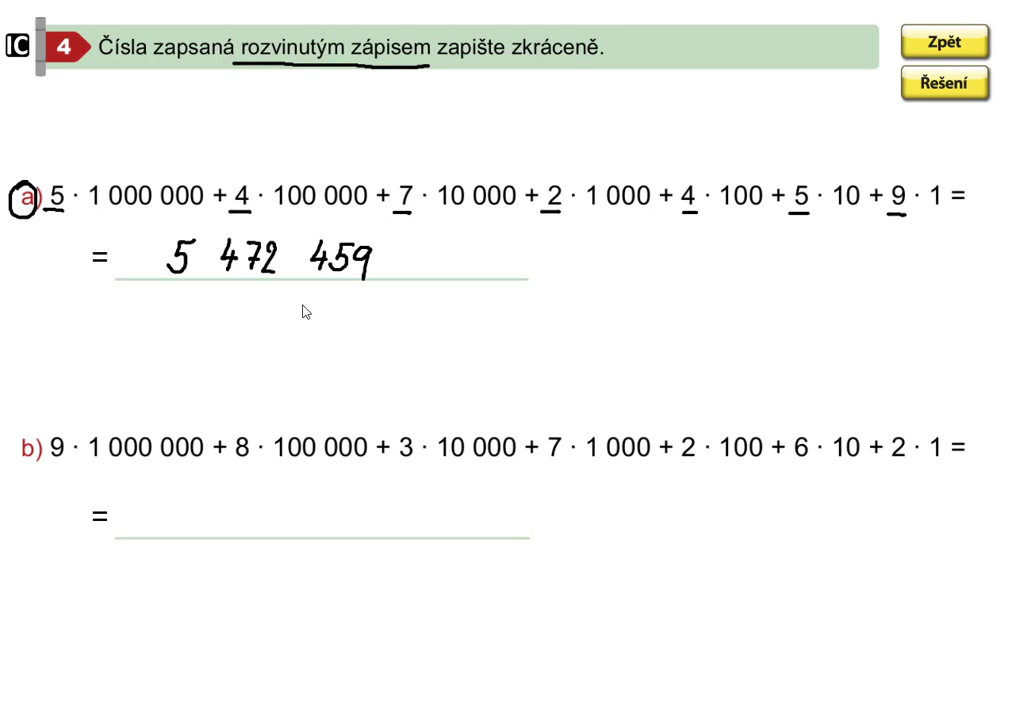 IC 4 Čísla zapsaná rozvinutým zápisem zapište zkráceně.
Zpět
Řešení
a) 5 · 1 000 000 + 4 · 100 000 + 7 · 10 000 + 2 · 1 000 + 4 · 100 + 5 · 10 + 9 · 1 =
= 5 472 459
b) 9 · 1 000 000 + 8 · 100 000 + 3 · 10 000 + 7 · 1 000 + 2 · 100 + 6 · 10 + 2 · 1 =
=